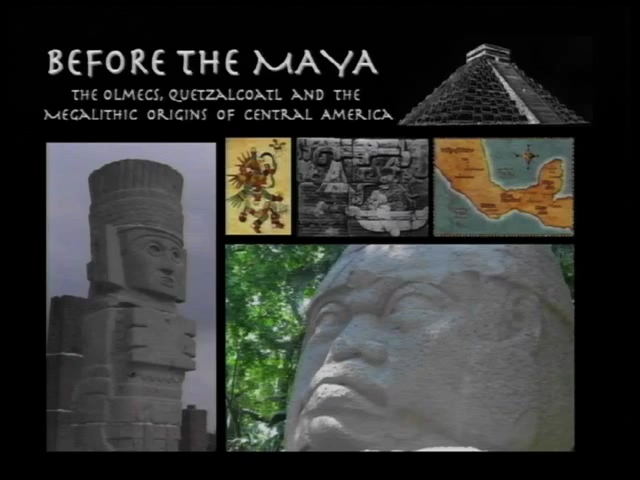 BEFORE THE MAYA
THE OLMECS, QUETZALCOATL AND THE
MEGALITHIC ORIGINS OF CENTRAL AMERICA